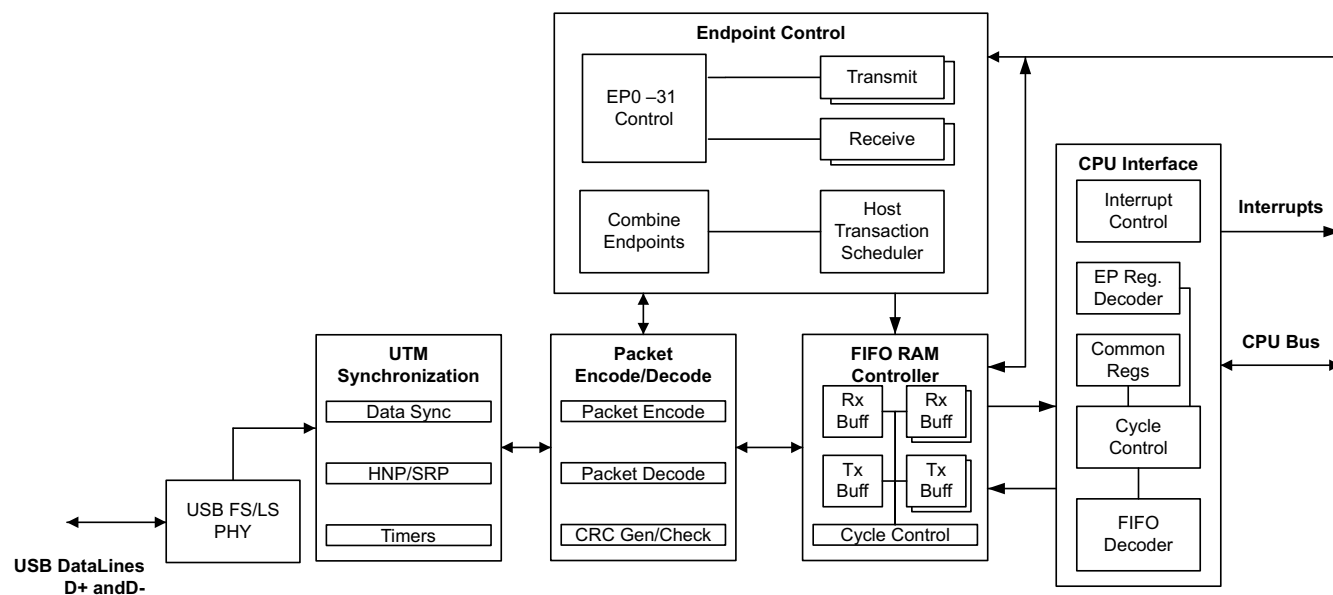 Endpoint Control
EP0 –31
Control
Transmit
Receive
Combine
Endpoints
Host
Transaction
Scheduler
CPU Interface
Interrupt
Control
Interrupts
EP Reg.
Decoder
Common
Regs
CPU Bus
Cycle
Control
FIFO
Decoder
UTM
Synchronization
Data Sync
HNP/SRP
Timers
Packet
Encode/Decode
Packet Encode
Packet Decode
CRC Gen/Check
FIFO RAM
Controller
Rx
Buff
Rx
Buff
Tx
Buff
Tx
Buff
Cycle Control
USB FS/LS
PHY
USB DataLines
D+ andD-